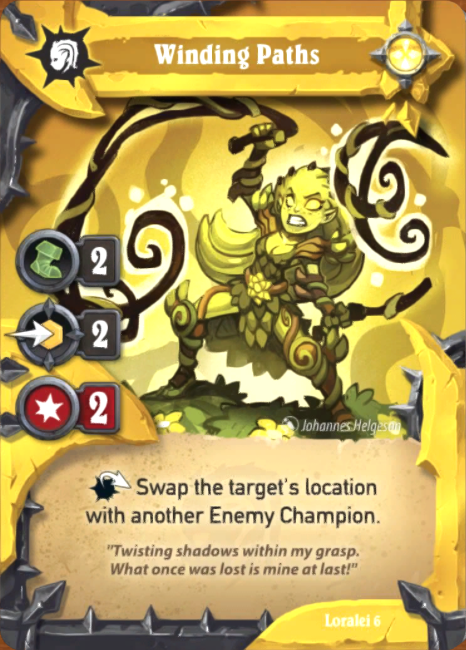 Winding Paths
2
2
2
Johannes Helgeson
Swap the target's location
with another Enemy Champion.
"Twisting shadows within my grasp.
What once was lost is mine at last!"
Loralei 6